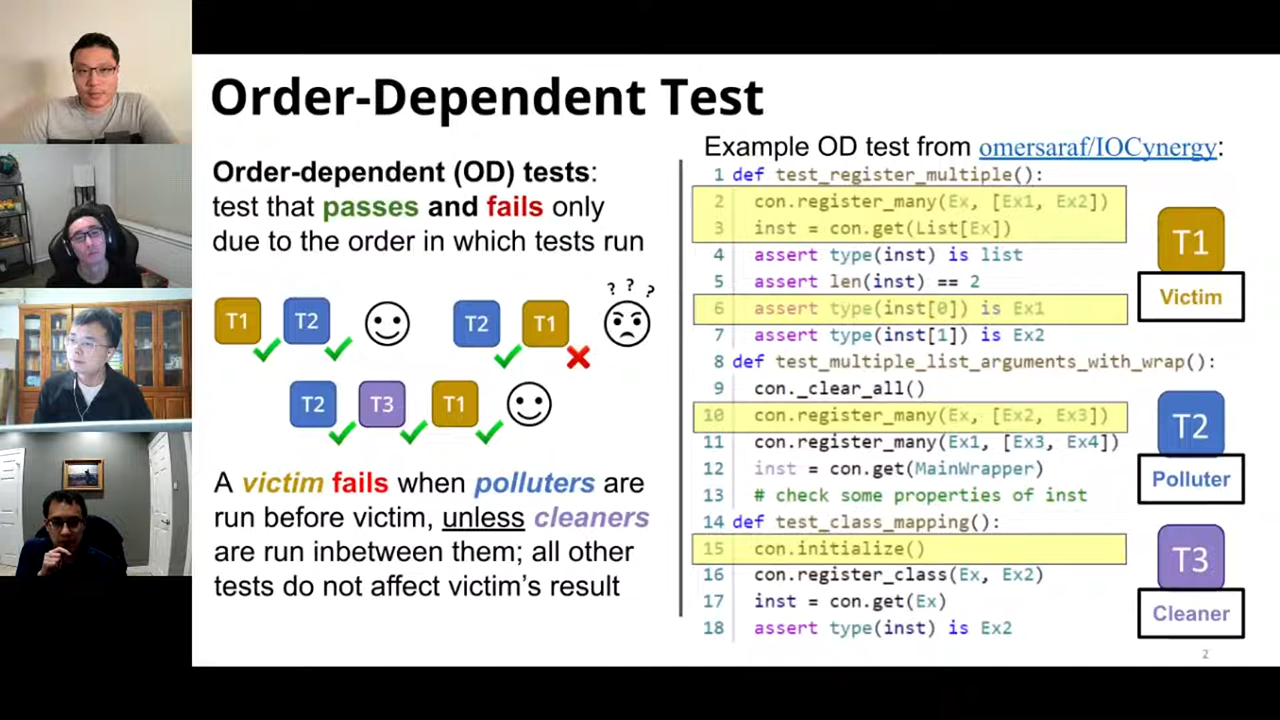 Order-Dependent Test
Order-dependent (OD) tests:
test that passes and fails only
due to the order in which tests run
? ? ?
T1 T2 T2 T1
T2 T3 T1
A victim fails when polluters are
run before victim, unless cleaners
are run inbetween them; all other
tests do not affect victim's result
Example OD test from omersaraf/IOCynergy:
1 def test_register_multiple():
2 con.register_many(Ex, [Ex1, Ex2])
3 inst = con.get(List[Ex])
4 assert type(inst) is list
5 assert len(inst) == 2
6 assert type(inst[0]) is Ex1
7 assert type(inst[1]) is Ex2
8 def test_multiple_list_arguments_with_wrap():
9 con._clear_all()
10 con.register_many(Ex, [Ex2, Ex3])
11 con.register_many(Ex1, [Ex3, Ex4])
12 inst = con.get(MainWrapper)
13 # check some properties of inst
14 def test_class_mapping():
15 con.initialize()
16 con.register_class(Ex, Ex2)
17 inst = con.get(Ex)
18 assert type(inst) is Ex2
T1
Victim
T2
Polluter
T3
Cleaner
2